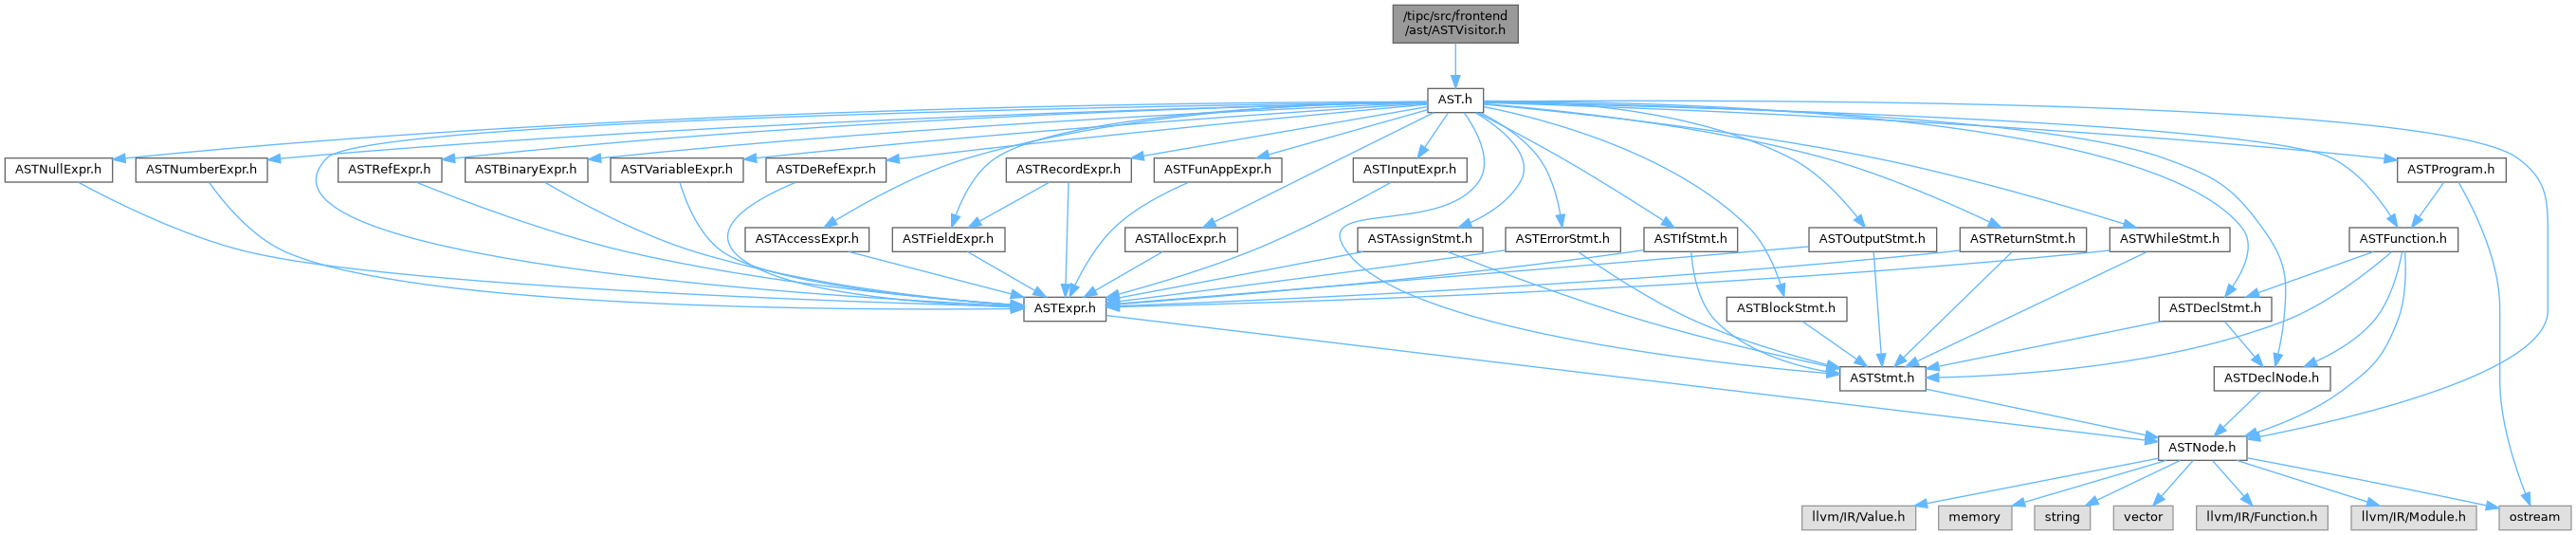 /tipc/src/frontend
/ast/ASTVisitor.h
AST.h
ASTNullExpr.h
ASTNumberExpr.h
ASTRefExpr.h
ASTBinaryExpr.h
ASTVariableExpr.h
ASTDeRefExpr.h
ASTRecordExpr.h
ASTFunAppExpr.h
ASTInputExpr.h
ASTProgram.h
ASTAccessExpr.h
ASTFieldExpr.h
ASTAllocExpr.h
ASTAssignStmt.h
ASTErrorStmt.h
ASTIfStmt.h
ASTOutputStmt.h
ASTReturnStmt.h
ASTWhileStmt.h
ASTFunction.h
ASTExpr.h
ASTBlockStmt.h
ASTDeclStmt.h
ASTStmt.h
ASTDeclNode.h
ASTNode.h
llvm/IR/Value.h
memory
string
vector
llvm/IR/Function.h
llvm/IR/Module.h
ostream